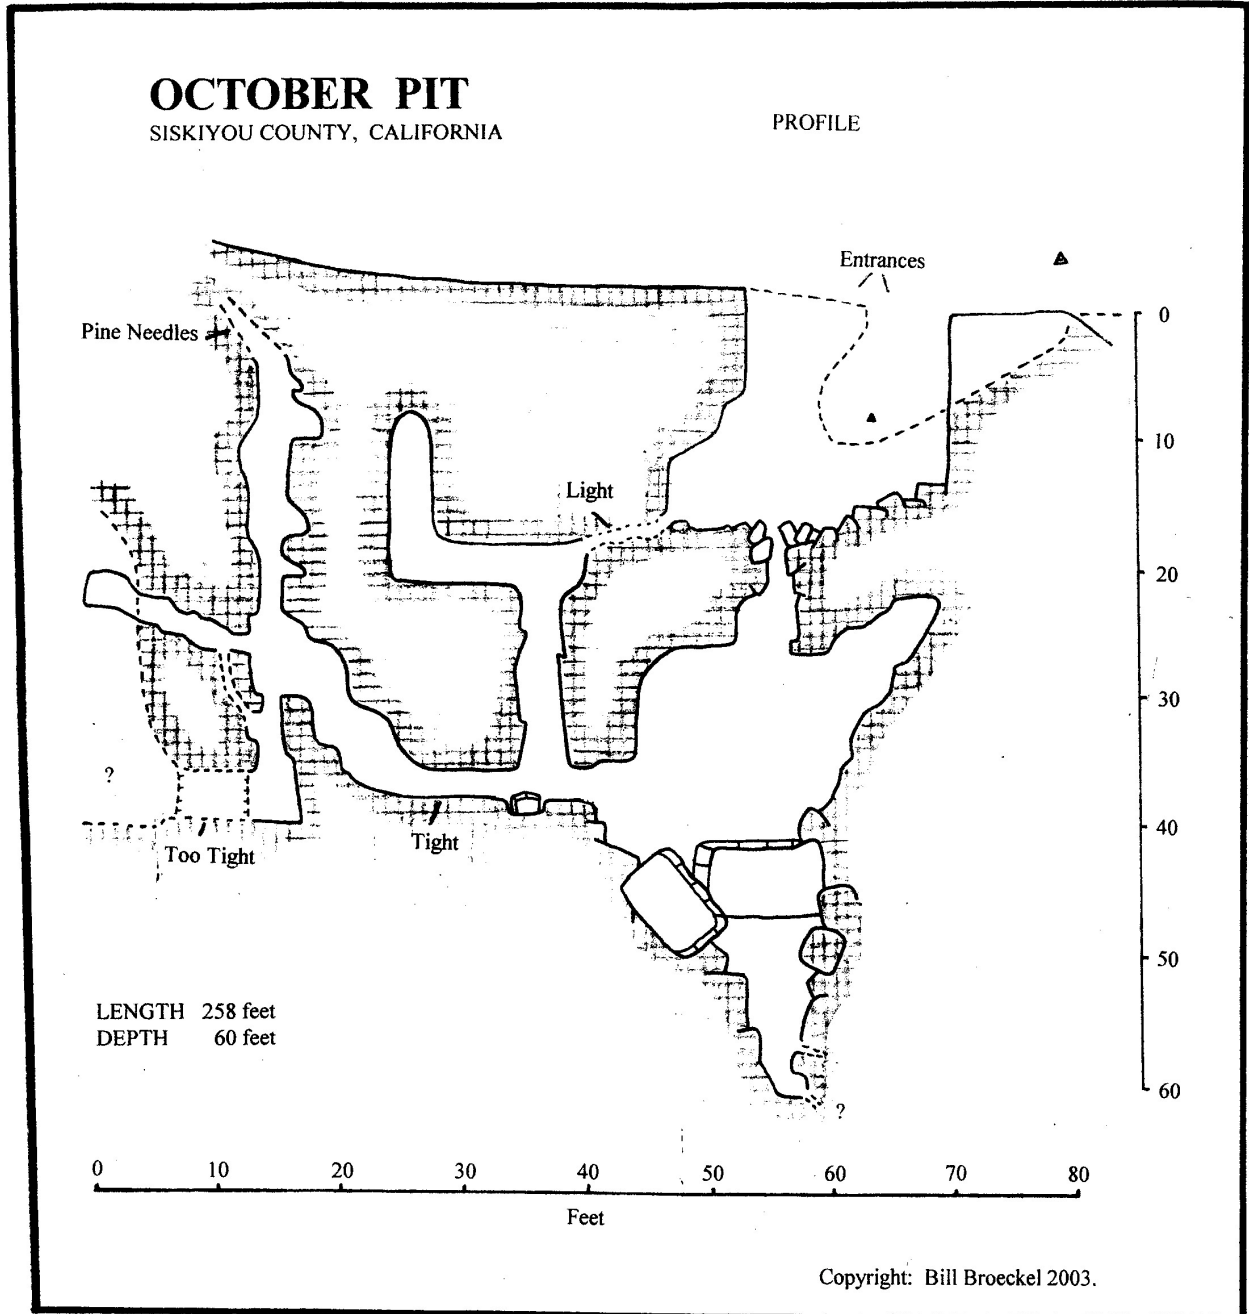 OCTOBER PIT
SISKIYOU COUNTY, CALIFORNIA
PROFILE
Entrances
Pine Needles
0
10
Light
20
30
?
40
Too Tight
Tight
50
LENGTH 258 feet
DEPTH 60 feet
60
?
0 10 20 30 40 50 60 70 80
Feet
Copyright: Bill Broeckel 2003.